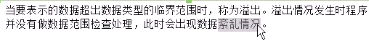 当要表示的数据超出数据类型的临界范围时，称为溢出。溢出情况发生时程序
并没有做数据范围检查处理，此时会出现数据紊乱情况。